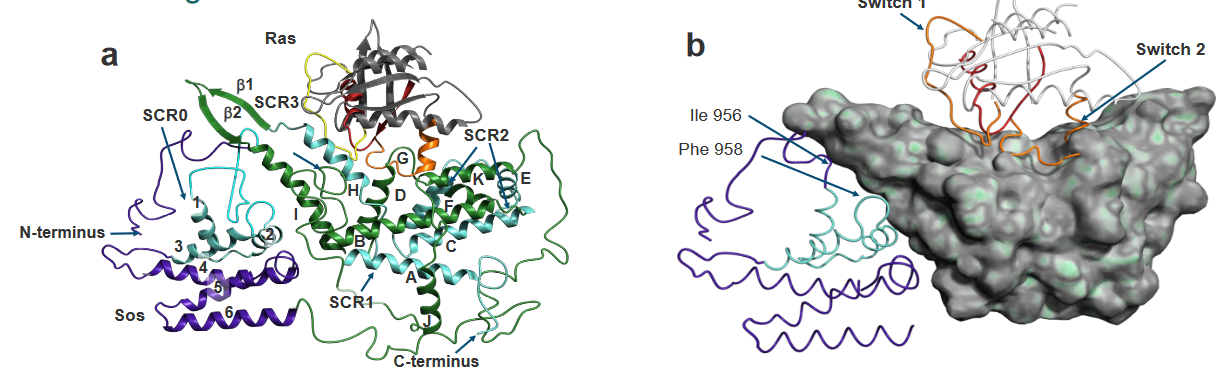 a
Ras
β1
β2
SCR3
SCR0
SCR2
G
H
D
K
E
F
1
I
N-terminus
2
B
C
3
4
A
5
SCR1
Sos
6
J
C-terminus
b
Switch 1
Switch 2
Ile 956
Phe 958